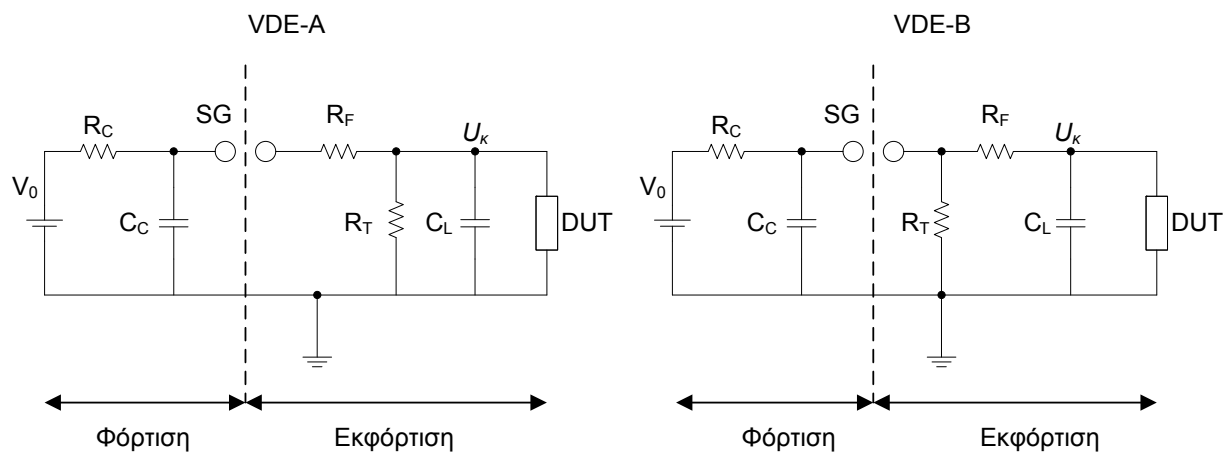 VDE-A
VDE-B
SG
R_F
R_C
U_κ
V_0
C_C
R_T
C_L
DUT
SG
R_F
R_C
U_κ
V_0
C_C
R_T
C_L
DUT
Φόρτιση
Εκφόρτιση
Φόρτιση
Εκφόρτιση